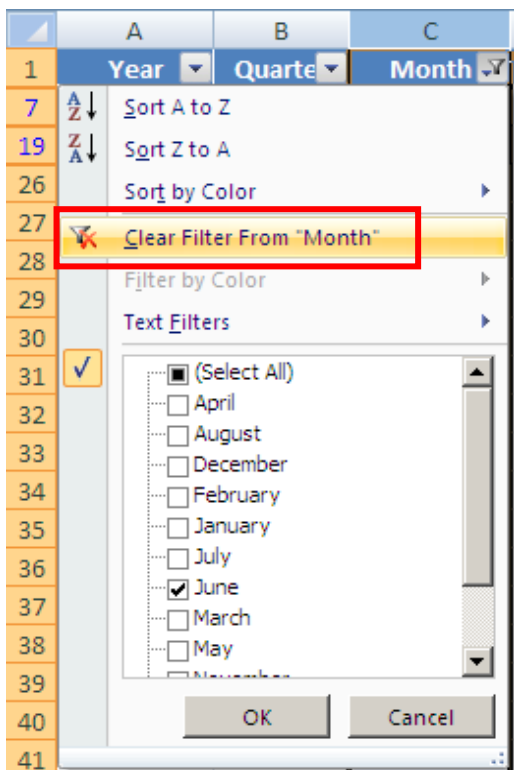 A B C
1 Year Quarte Month
7 Sort A to Z
19 Sort Z to A
26 Sort by Color
27 Clear Filter From "Month"
28 Filter by Color
29
30 Text Filters
31 (Select All)
April
32 August
33 December
34 February
35 January
36 July
37 June
March
38 May
39 November
40 OK Cancel
41